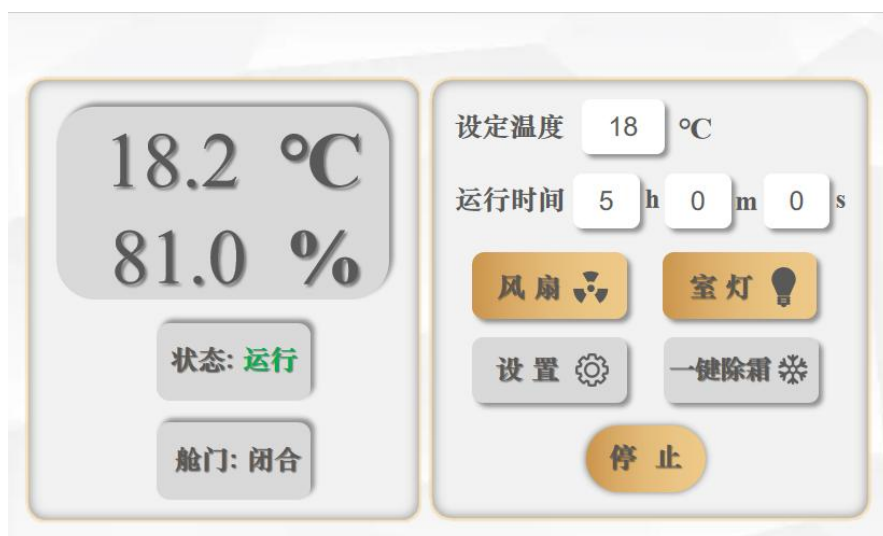 18.2 ℃
81.0 %
状态: 运行
舱门: 闭合
设定温度 18 ℃
运行时间 5 h 0 m 0 s
风扇 室灯
设置 一键除霜
停止